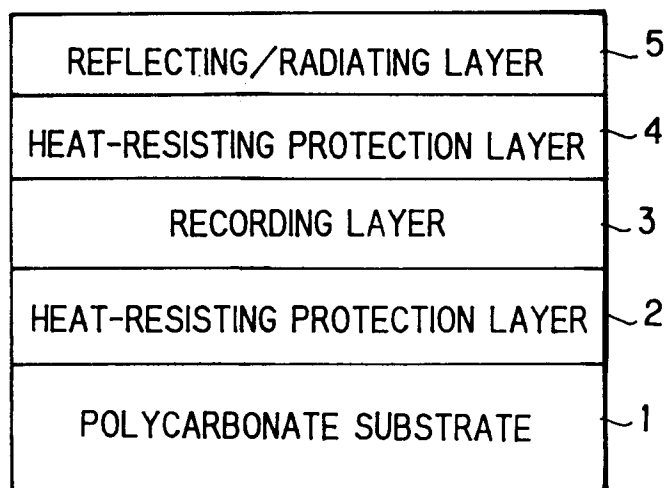 REFLECTING/RADIATING LAYER 5
HEAT-RESISTING PROTECTION LAYER 4
RECORDING LAYER 3
HEAT-RESISTING PROTECTION LAYER 2
POLYCARBONATE SUBSTRATE 1